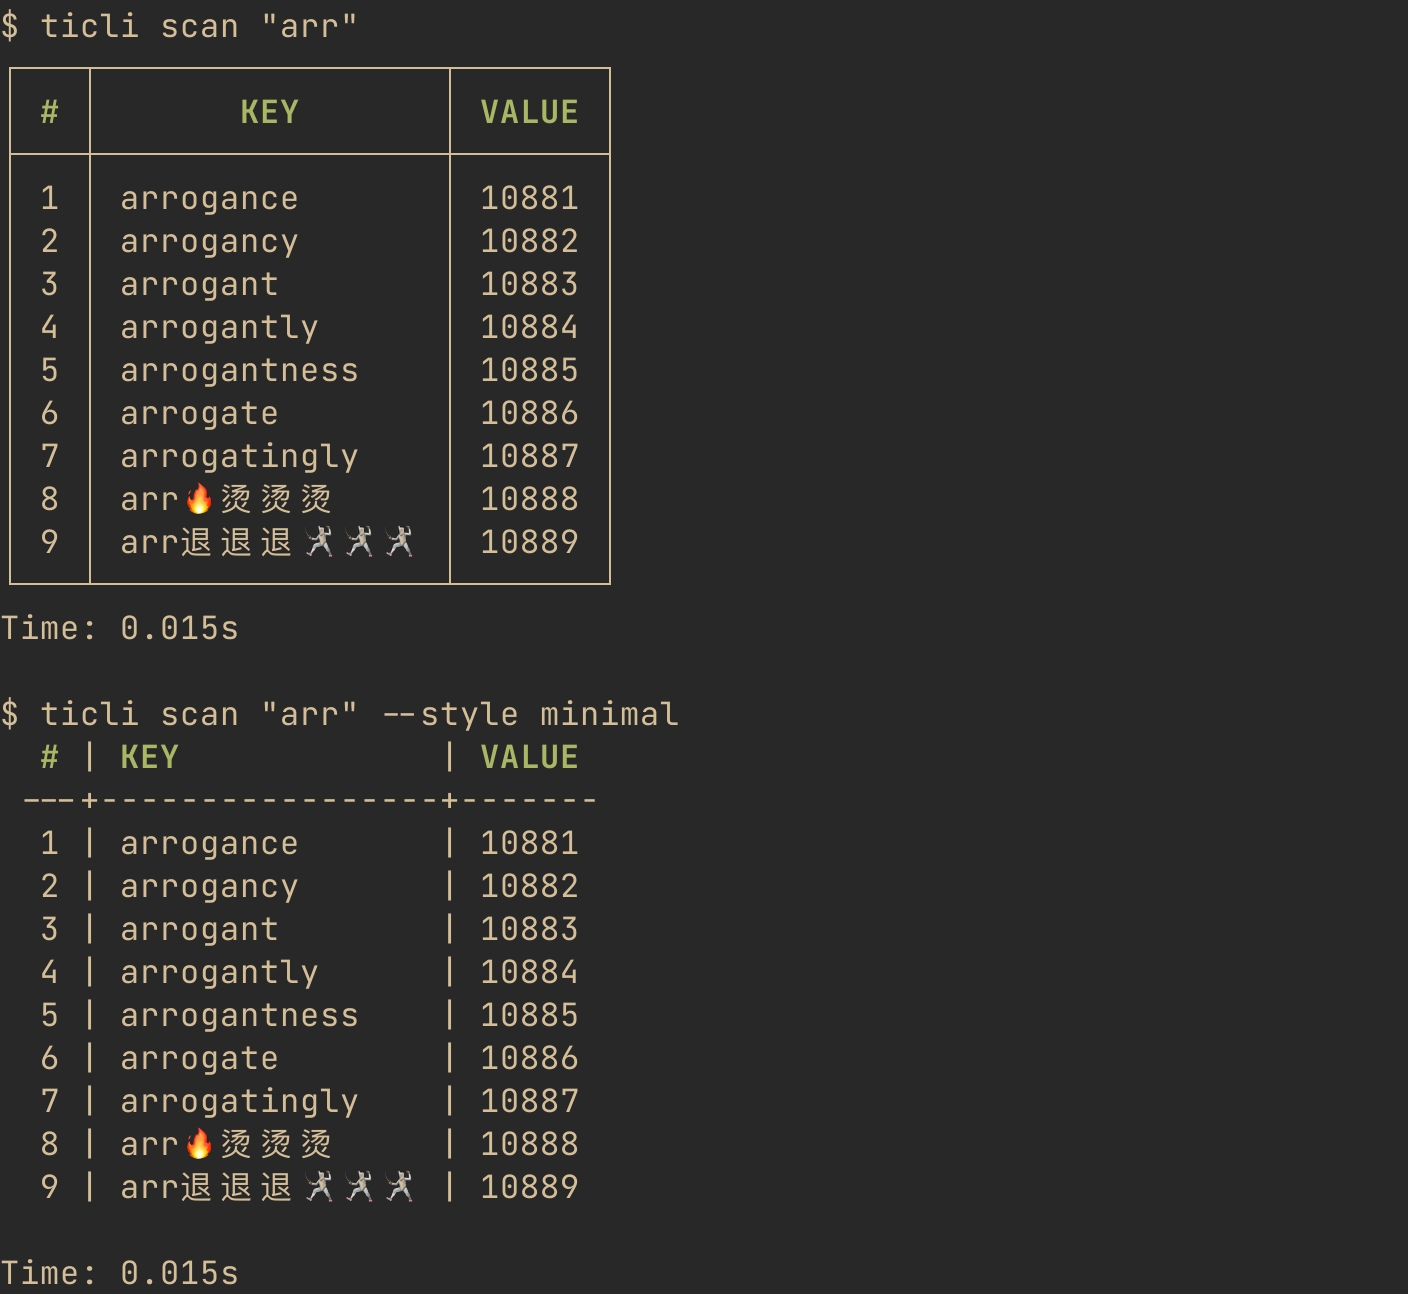 $ ticli scan "arr"
# KEY VALUE
1 arrogance 10881
2 arrogancy 10882
3 arrogant 10883
4 arrogantly 10884
5 arrogantness 10885
6 arrogate 10886
7 arrogatingly 10887
8 arr🔥烫烫烫 10888
9 arr退退退🤺🤺🤺 10889
Time: 0.015s
$ ticli scan "arr" --style minimal
# | KEY | VALUE
---+-----------------+-------
1 | arrogance | 10881
2 | arrogancy | 10882
3 | arrogant | 10883
4 | arrogantly | 10884
5 | arrogantness | 10885
6 | arrogate | 10886
7 | arrogatingly | 10887
8 | arr🔥烫烫烫 | 10888
9 | arr退退退🤺🤺🤺 | 10889
Time: 0.015s